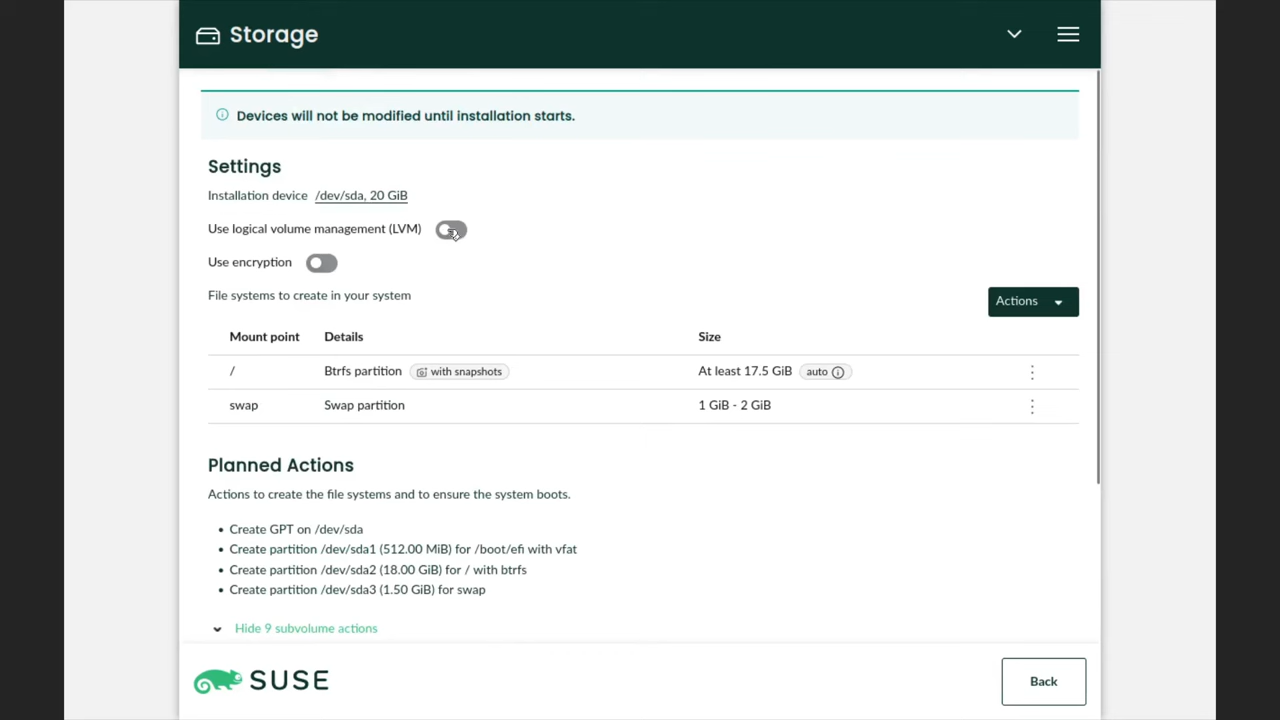 Storage
Devices will not be modified until installation starts.
Settings
Installation device /dev/sda, 20 GiB
Use logical volume management (LVM)
Use encryption
File systems to create in your system
Actions
Mount point Details Size
/ Btrfs partition with snapshots At least 17.5 GiB auto
swap Swap partition 1 GiB - 2 GiB
Planned Actions
Actions to create the file systems and to ensure the system boots.
• Create GPT on /dev/sda
• Create partition /dev/sda1 (512.00 MiB) for /boot/efi with vfat
• Create partition /dev/sda2 (18.00 GiB) for / with btrfs
• Create partition /dev/sda3 (1.50 GiB) for swap
Hide 9 subvolume actions
SUSE
Back